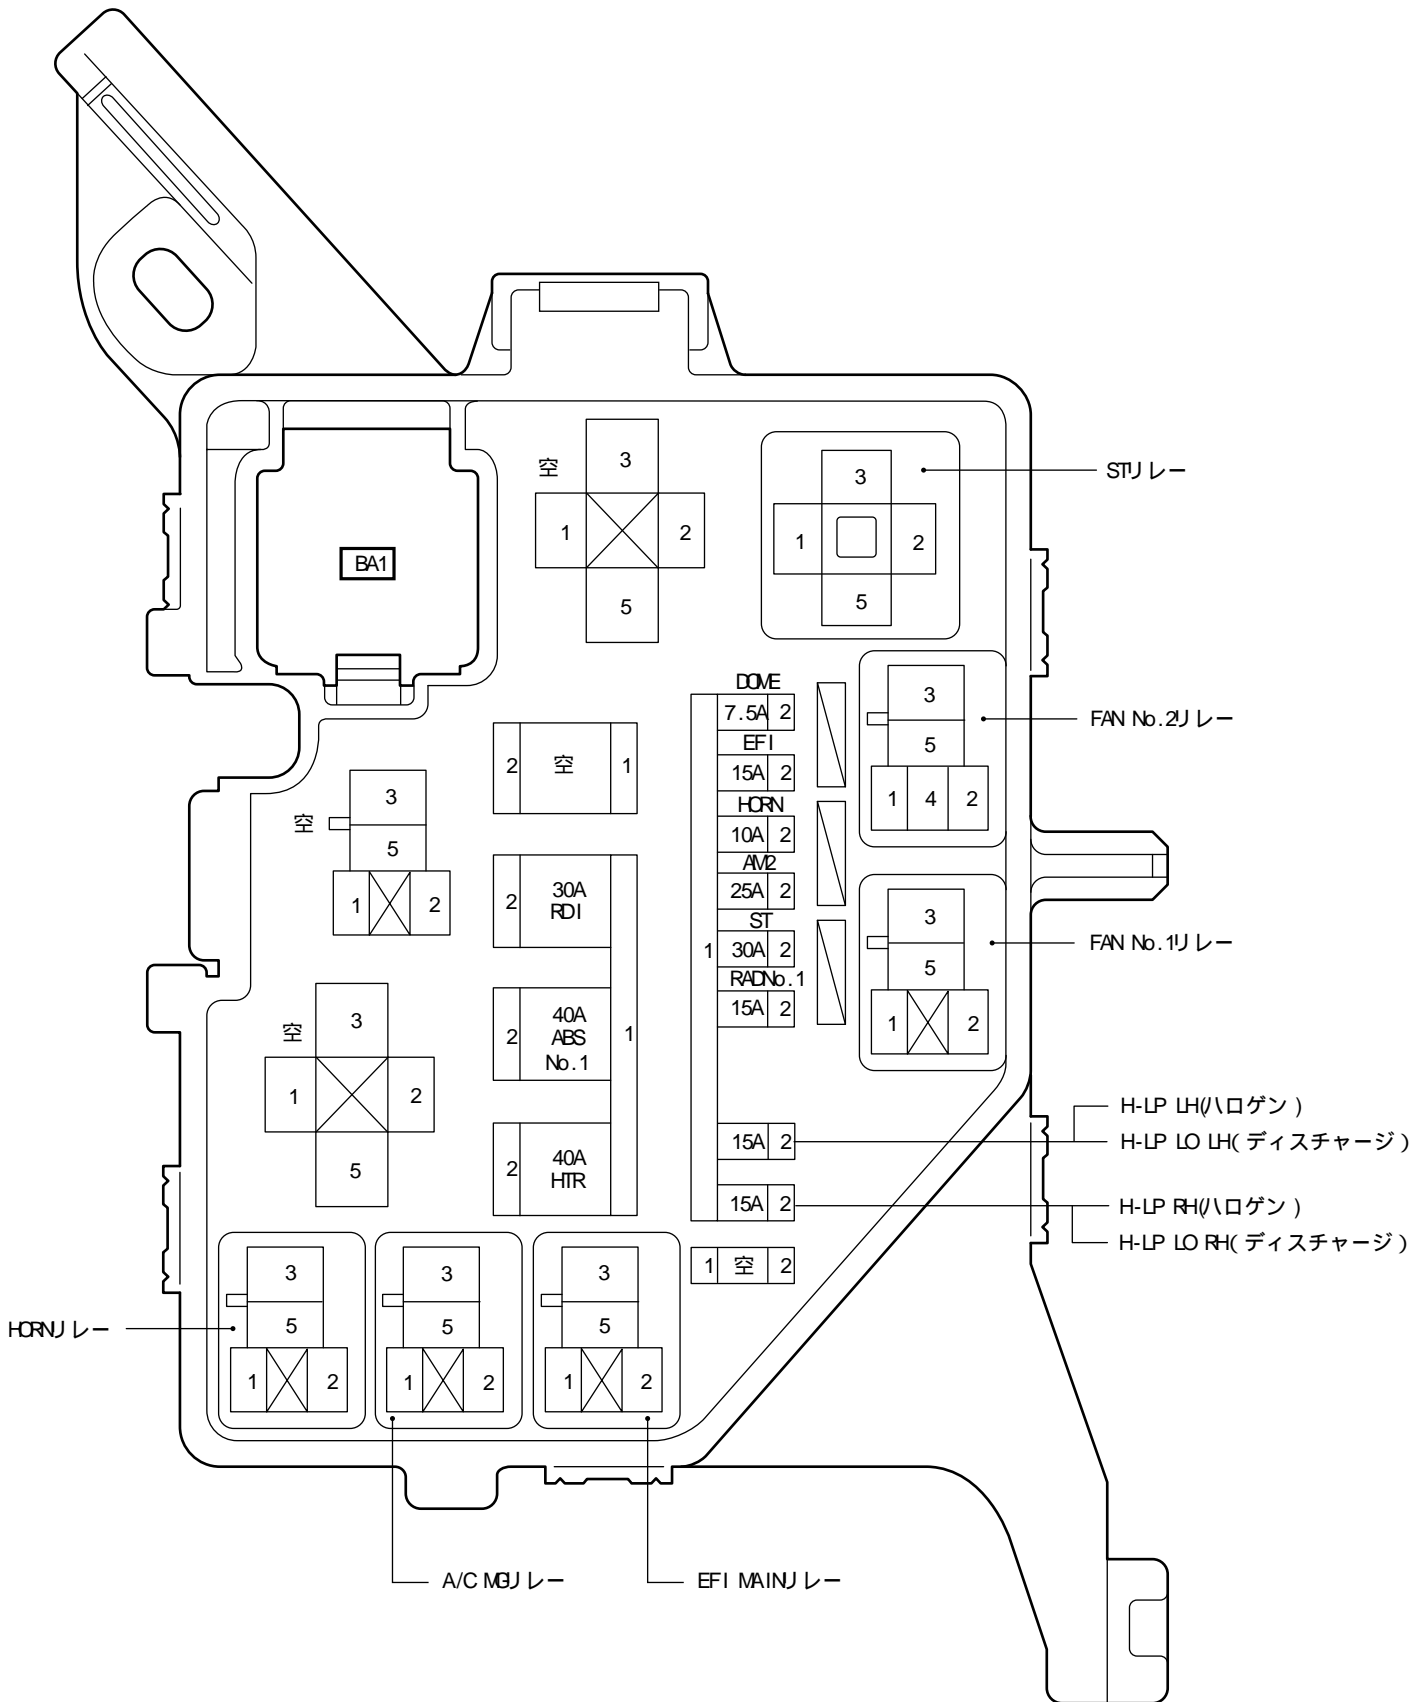 空
3
1
2
5
3
1
2
5
STリレー
BA1
DOME
7.5A 2
EFI
15A 2
HORN
10A 2
AM2
25A 2
ST
1
30A 2
RADNo.1
15A 2
15A 2
15A 2
1 空 2
3
5
1 4 2
FAN No.2リレー
3
5
1 2
FAN No.1リレー
2 空 1
空
3
5
1 2
2
30A
RDI
2
40A
ABS
No.1
1
2
40A
HTR
空
3
1
2
5
H-LP LH(ハロゲン)
H-LP LO LH(ディスチャージ)
H-LP RH(ハロゲン)
H-LP LO RH(ディスチャージ)
HORNリレー
3
5
1 2
3
5
1 2
3
5
1 2
A/C MGリレー
EFI MAINリレー